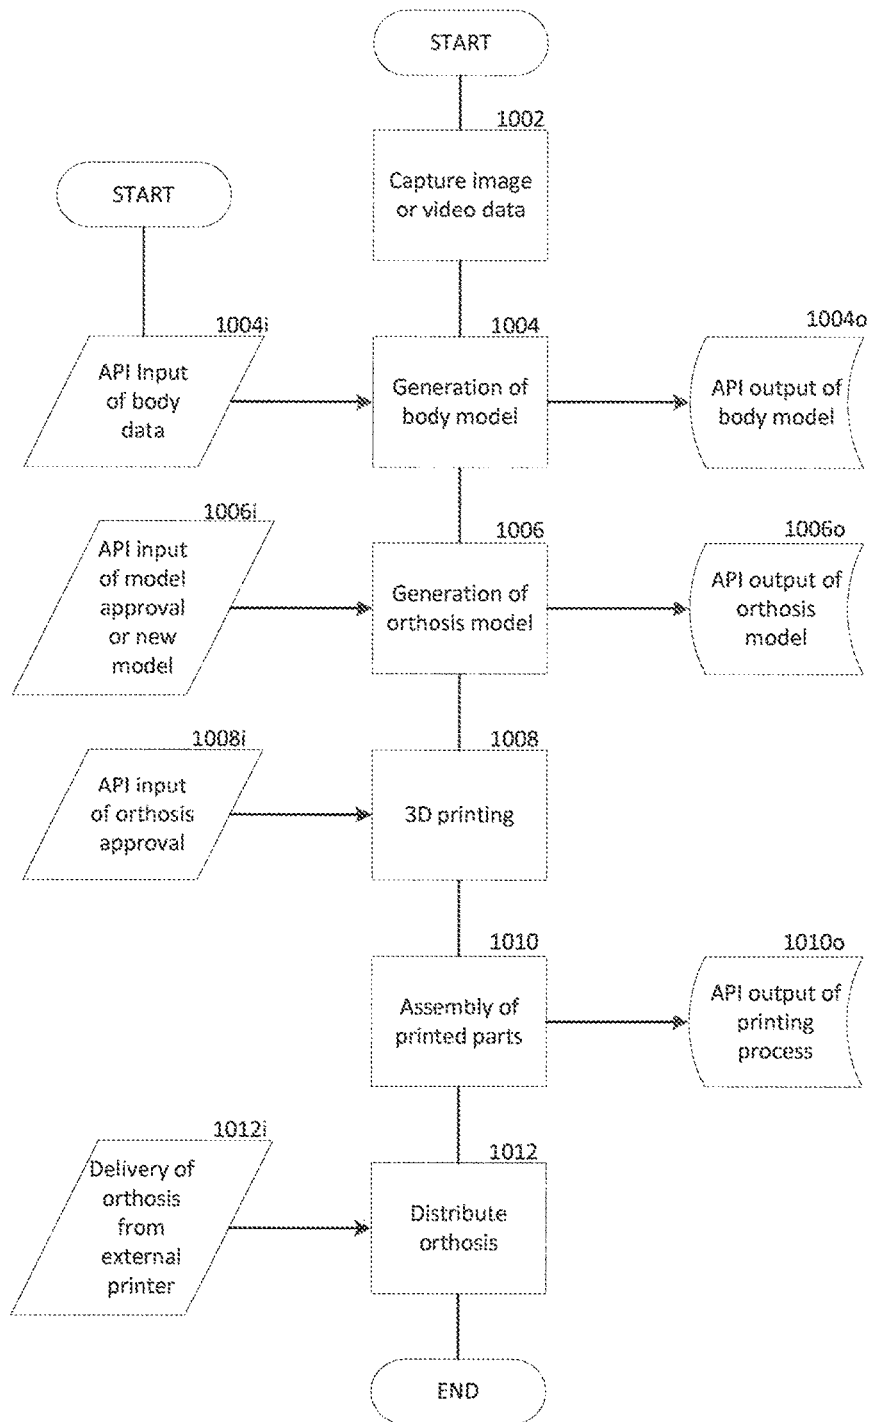 START
1002
Capture image
or video data
START
1004i
API Input
of body
data
1004
Generation of
body model
1004o
API output of
body model
1006i
API input
of model
approval
or new
model
1006
Generation of
orthosis model
1006o
API output of
orthosis
model
1008i
API input
of orthosis
approval
1008
3D printing
1010
Assembly of
printed parts
1010o
API output of
printing
process
1012i
Delivery of
orthosis
from
external
printer
1012
Distribute
orthosis
END